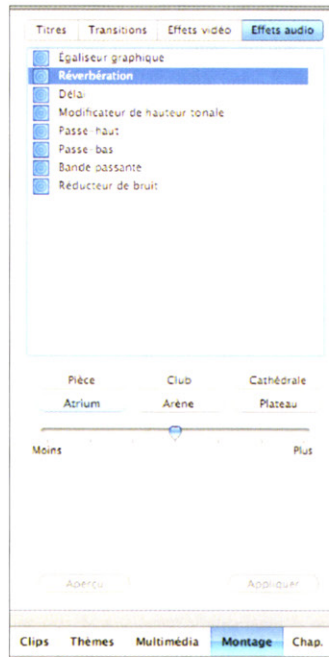 Titres Transitions Effets vidéo Effets audio
Égaliseur graphique
Réverbération
Délai
Modificateur de hauteur tonale
Passe-haut
Passe-bas
Bande passante
Réducteur de bruit
Pièce Club Cathédrale
Atrium Arène Plateau
Moins Plus
Aperçu Appliquer
Clips Thèmes Multimédia Montage Chap.